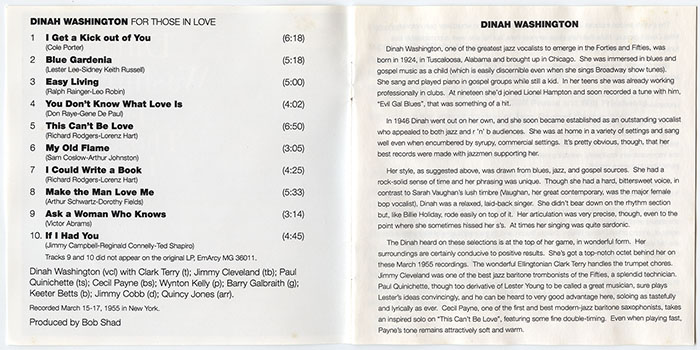 DINAH WASHINGTON FOR THOSE IN LOVE
1 I Get a Kick out of You (6:18)
(Cole Porter)
2 Blue Gardenia (5:18)
(Lester Lee-Sidney Keith Russell)
3 Easy Living (5:00)
(Ralph Rainger-Leo Robin)
4 You Don't Know What Love Is (4:02)
(Don Raye-Gene De Paul)
5 This Can't Be Love (6:50)
(Richard Rodgers-Lorenz Hart)
6 My Old Flame (3:05)
(Sam Coslow-Arthur Johnston)
7 I Could Write a Book (4:25)
(Richard Rodgers-Lorenz Hart)
8 Make the Man Love Me (5:33)
(Arthur Schwartz-Dorothy Fields)
9 Ask a Woman Who Knows (3:14)
(Victor Abrams)
10. If I Had You (4:45)
(Jimmy Campbell-Reginald Connelly-Ted Shapiro)
Tracks 9 and 10 did not appear on the original LP, EmArcy MG 36011.
Dinah Washington (vcl) with Clark Terry (t); Jimmy Cleveland (tb); Paul
Quinichette (ts); Cecil Payne (bs); Wynton Kelly (p); Barry Galbraith (g);
Keeter Betts (b); Jimmy Cobb (d); Quincy Jones (arr).
Recorded March 15-17, 1955 in New York.
Produced by Bob Shad
DINAH WASHINGTON
Dinah Washington, one of the greatest jazz vocalists to emerge in the Forties and Fifties, was
born in 1924, in Tuscaloosa, Alabama and brought up in Chicago. She was immersed in blues and
gospel music as a child (which is easily discernible even when she sings Broadway show tunes).
She sang and played piano in gospel groups while still a kid. In her teens she was already working
professionally in clubs. At nineteen she'd joined Lionel Hampton and soon recorded a tune with him,
"Evil Gal Blues", that was something of a hit.
In 1946 Dinah went out on her own, and she soon became established as an outstanding vocalist
who appealed to both jazz and r 'n' b audiences. She was at home in a variety of settings and sang
well even when encumbered by syrupy, commercial settings. It's pretty obvious, though, that her
best records were made with jazzmen supporting her.
Her style, as suggested above, was drawn from blues, jazz, and gospel sources. She had a
rock-solid sense of time and her phrasing was unique. Though she had a hard, bittersweet voice, in
contrast to Sarah Vaughan's lush timbre (Vaughan, her great contemporary, was the major female
bop vocalist), Dinah was a relaxed, laid-back singer. She didn't bear down on the rhythm section
but, like Billie Holiday, rode easily on top of it. Her articulation was very precise, though, even to the
point where she sometimes hissed her s's. At times her singing was quite sardonic.
The Dinah heard on these selections is at the top of her game, in wonderful form. Her
surroundings are certainly conducive to positive results. She's got a top-notch octet behind her on
these March 1955 recordings. The wonderful Ellingtonian Clark Terry handles the trumpet chores.
Jimmy Cleveland was one of the best jazz baritone trombonists of the Fifties, a splendid technician.
Paul Quinichette, though too derivative of Lester Young to be called a great musician, sure plays
Lester's ideas convincingly, and he can be heard to very good advantage here, soloing as tastefully
and lyrically as ever. Cecil Payne, one of the first and best modern-jazz baritone saxophonists, takes
an inspired solo on "This Can't Be Love", featuring some fine double-timing. Even when playing fast,
Payne's tone remains attractively soft and warm.